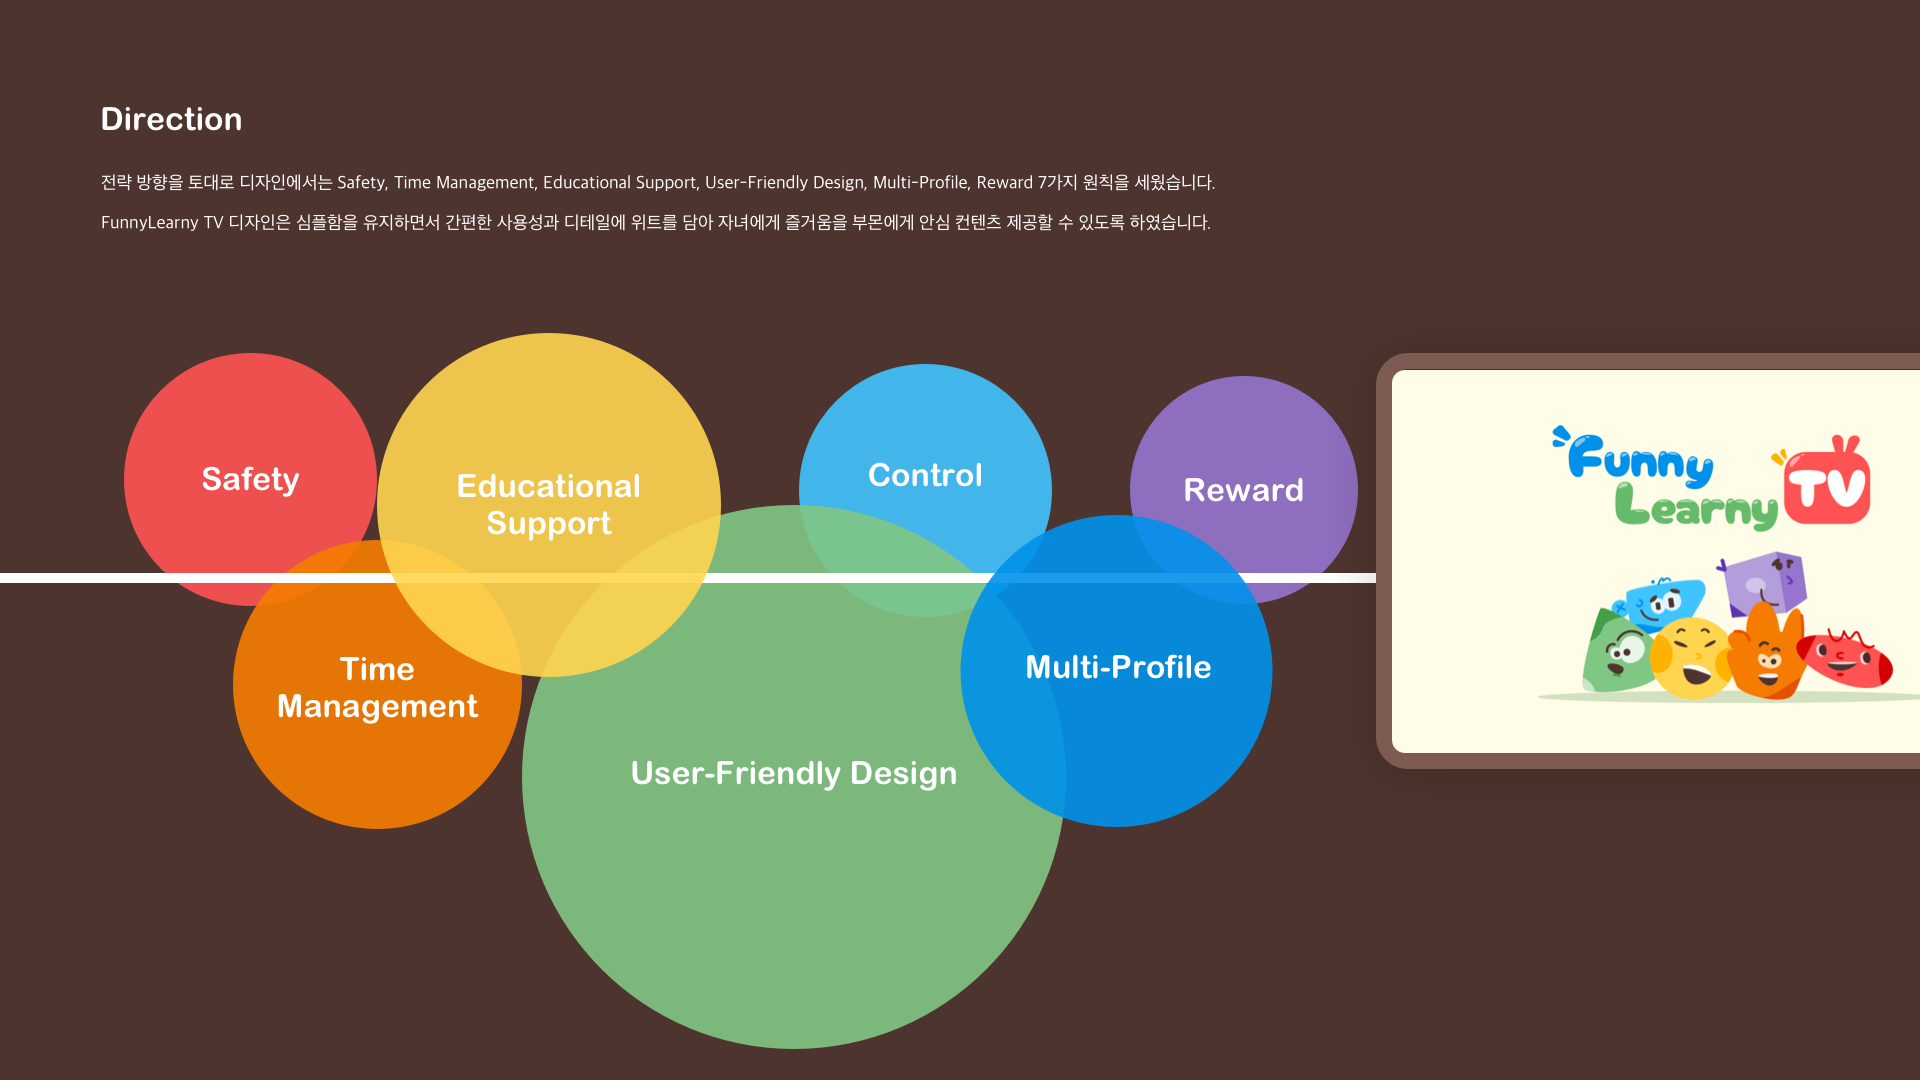 Direction
전략 방향을 토대로 디자인에서는 Safety, Time Management, Educational Support, User-Friendly Design, Multi-Profile, Reward 7가지 원칙을 세웠습니다.
FunnyLearny TV 디자인은 심플함을 유지하면서 간편한 사용성과 디테일에 위트를 담아 자녀에게 즐거움을 부몬에게 안심 컨텐츠 제공할 수 있도록 하였습니다.
Safety
Educational
Support
Control
Reward
Time
Management
User-Friendly Design
Multi-Profile
Funny
Learny TV